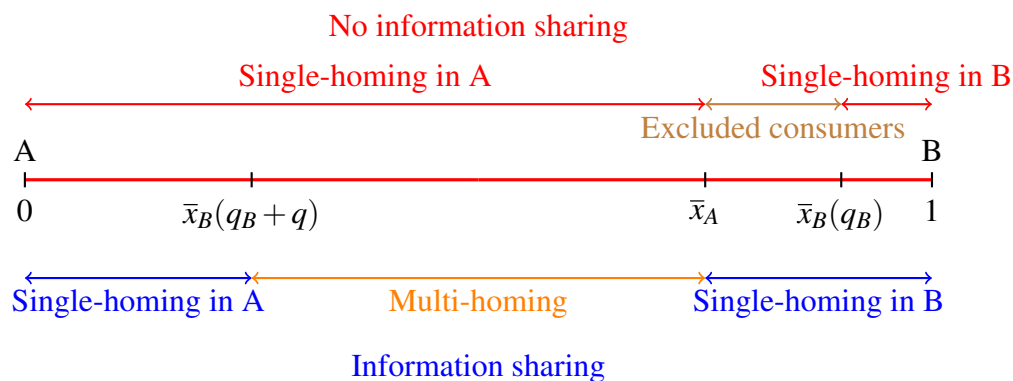 No information sharing
Single-homing in A Single-homing in B
Excluded consumers
A B
0 x̄_B(q_B + q) x̄_A x̄_B(q_B) 1
Single-homing in A Multi-homing Single-homing in B
Information sharing